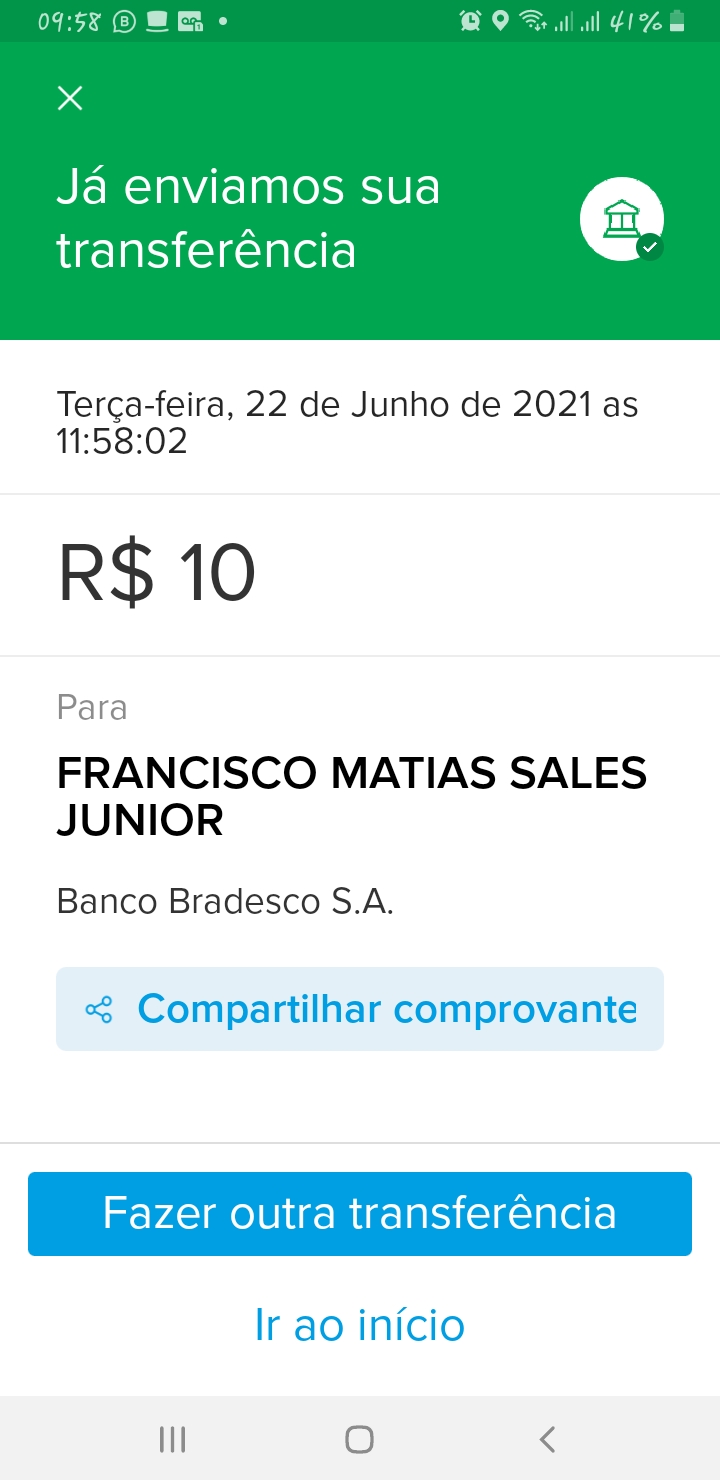 09:58 41%
Já enviamos sua
transferência
Terça-feira, 22 de Junho de 2021 as
11:58:02
R$ 10
Para
FRANCISCO MATIAS SALES
JUNIOR
Banco Bradesco S.A.
Compartilhar comprovante
Fazer outra transferência
Ir ao início